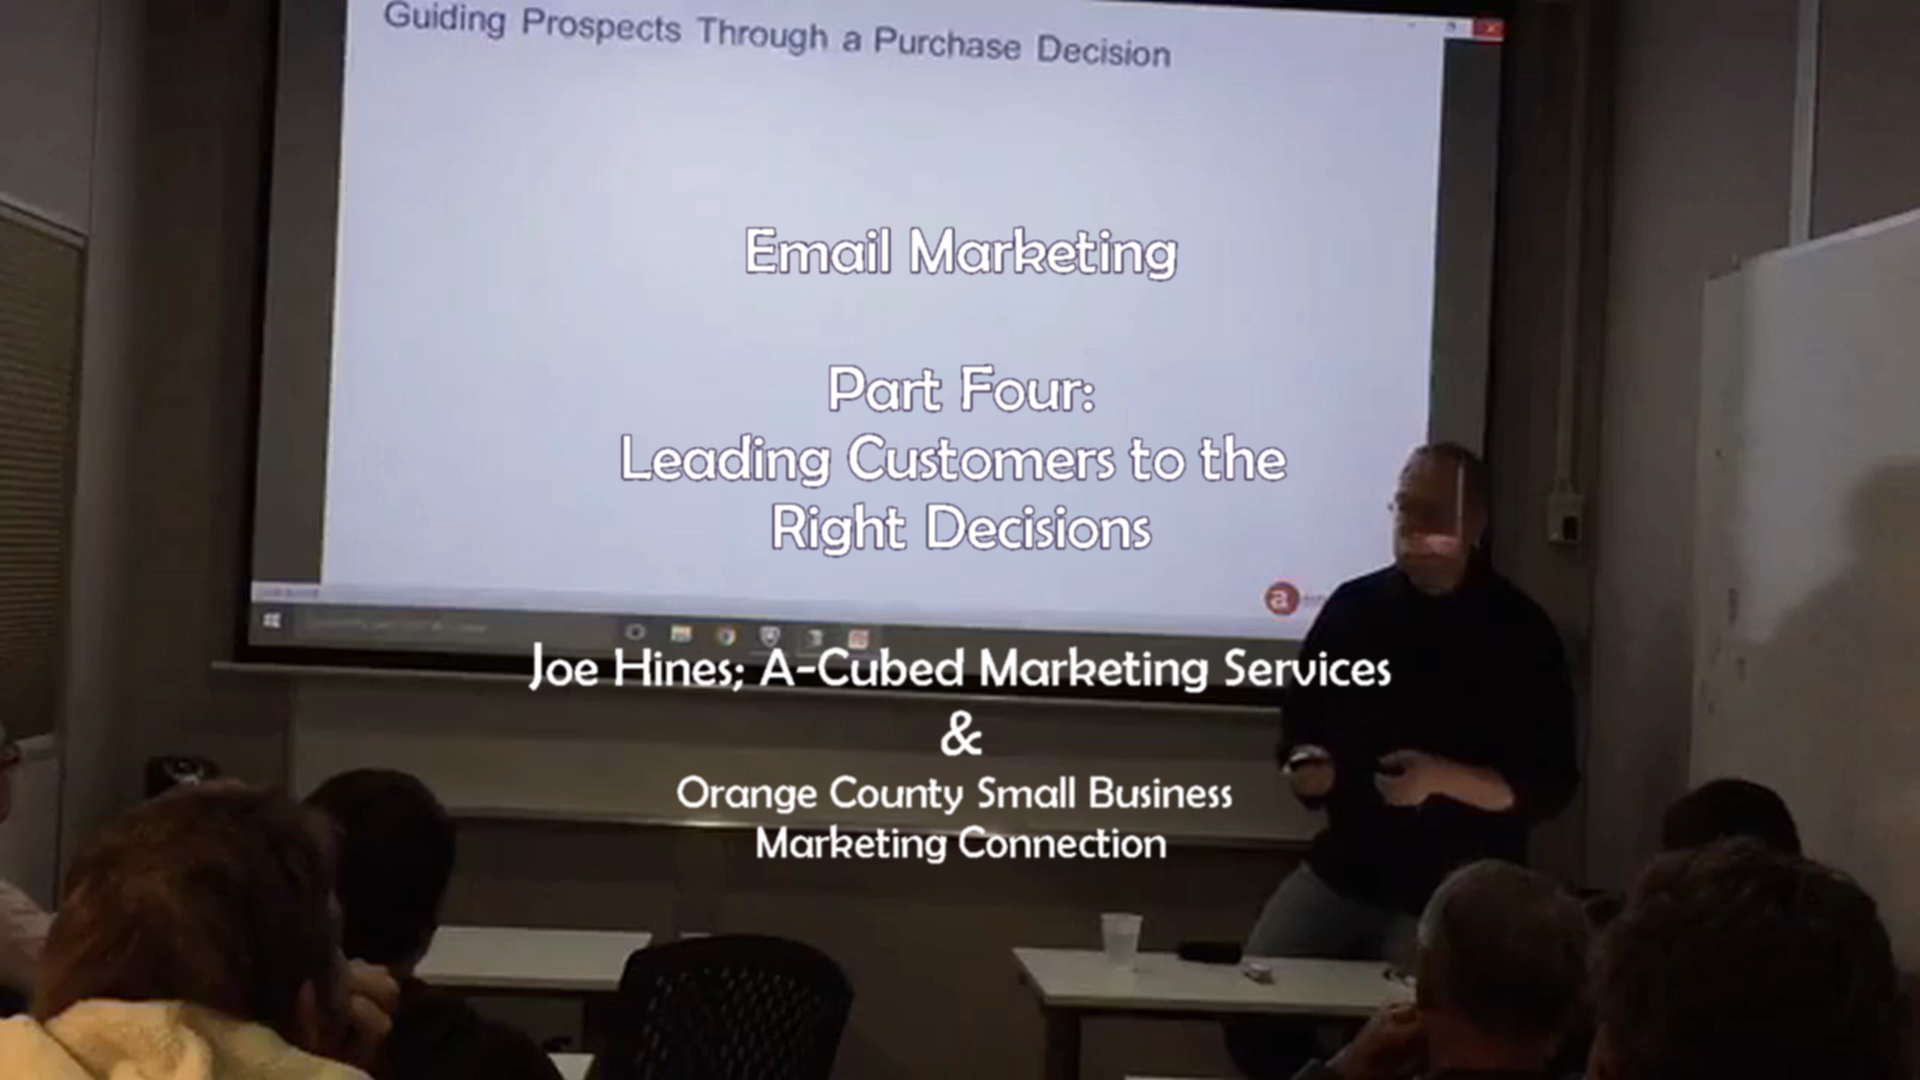 Guiding Prospects Through a Purchase Decision
Email Marketing
Part Four:
Leading Customers to the
Right Decisions
a
Joe Hines; A-Cubed Marketing Services
&
Orange County Small Business
Marketing Connection